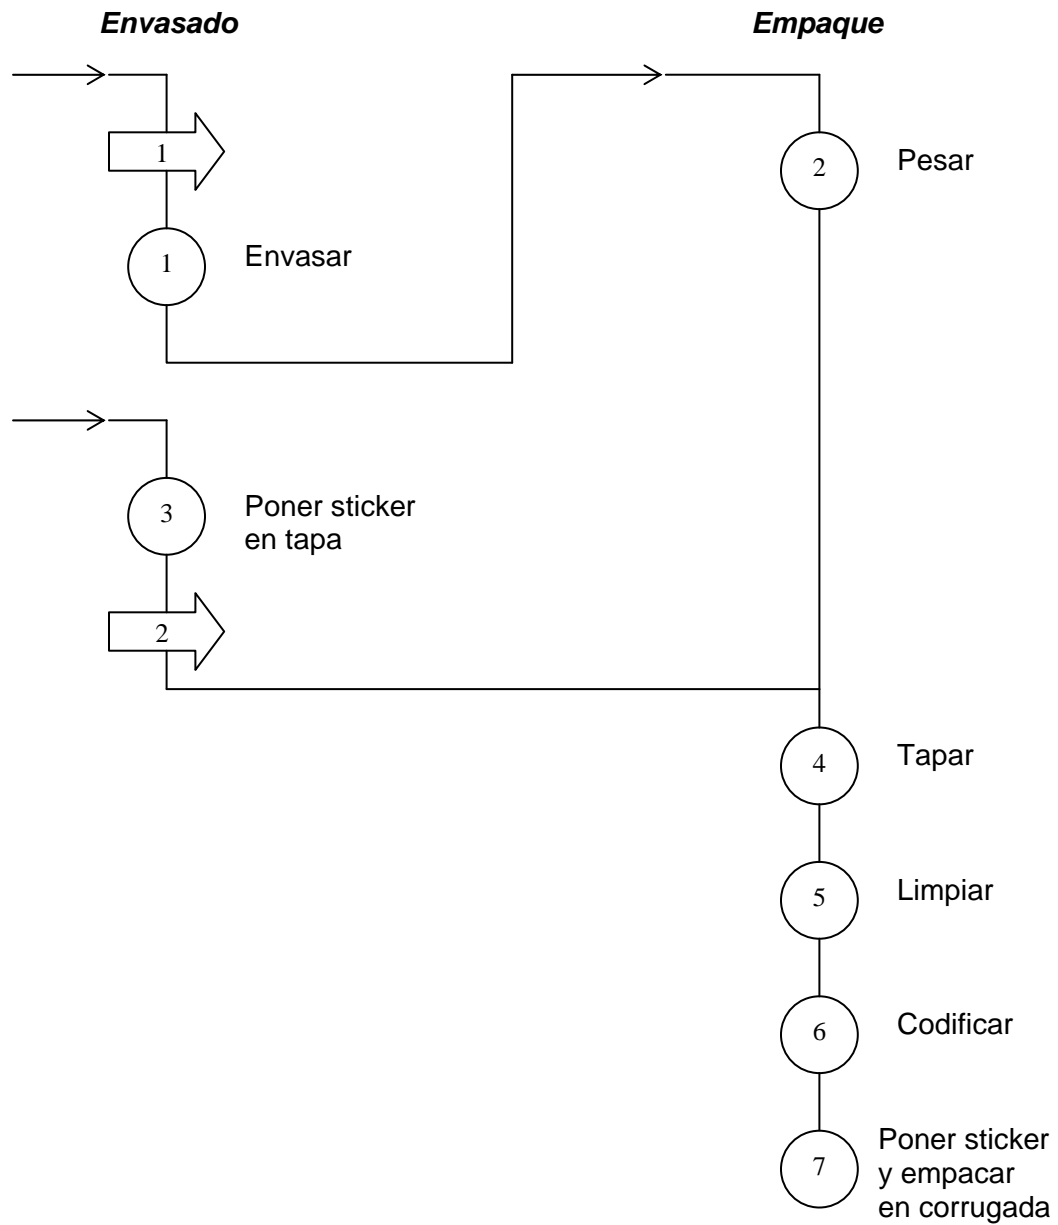 Envasado
Empaque
1
2
Pesar
1
Envasar
3
Poner sticker
en tapa
2
4
Tapar
5
Limpiar
6
Codificar
7
Poner sticker
y empacar
en corrugada